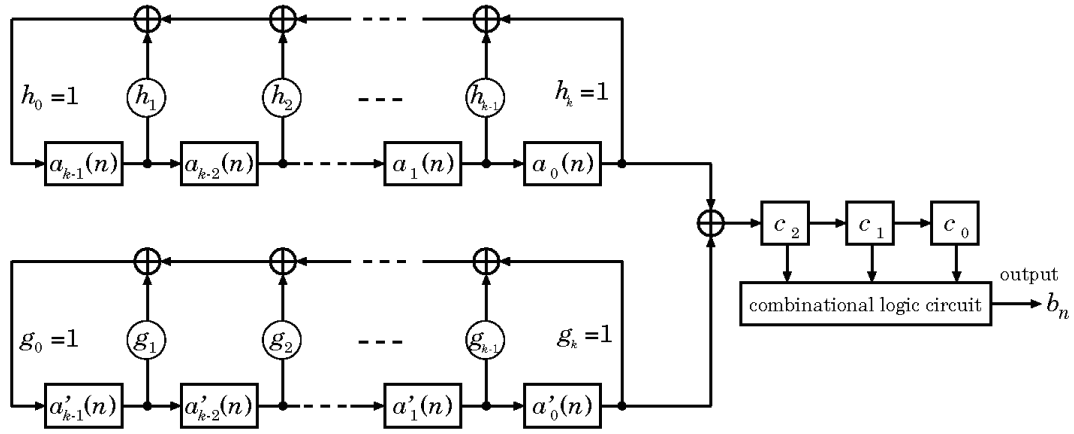 h₀ =1 h₁ h₂ hₖ₋₁ hₖ =1
aₖ₋₁(n) aₖ₋₂(n) a₁(n) a₀(n)
c₂ c₁ c₀
output
combinational logic circuit bₙ
g₀ =1 g₁ g₂ gₖ₋₁ gₖ =1
a'ₖ₋₁(n) a'ₖ₋₂(n) a'₁(n) a'₀(n)